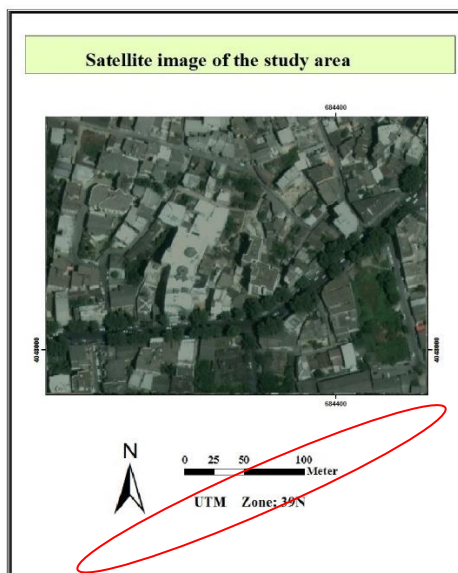 Satellite image of the study area
684400
4048000
4048000
684400
N
0 25 50 100
Meter
UTM Zone: 39N